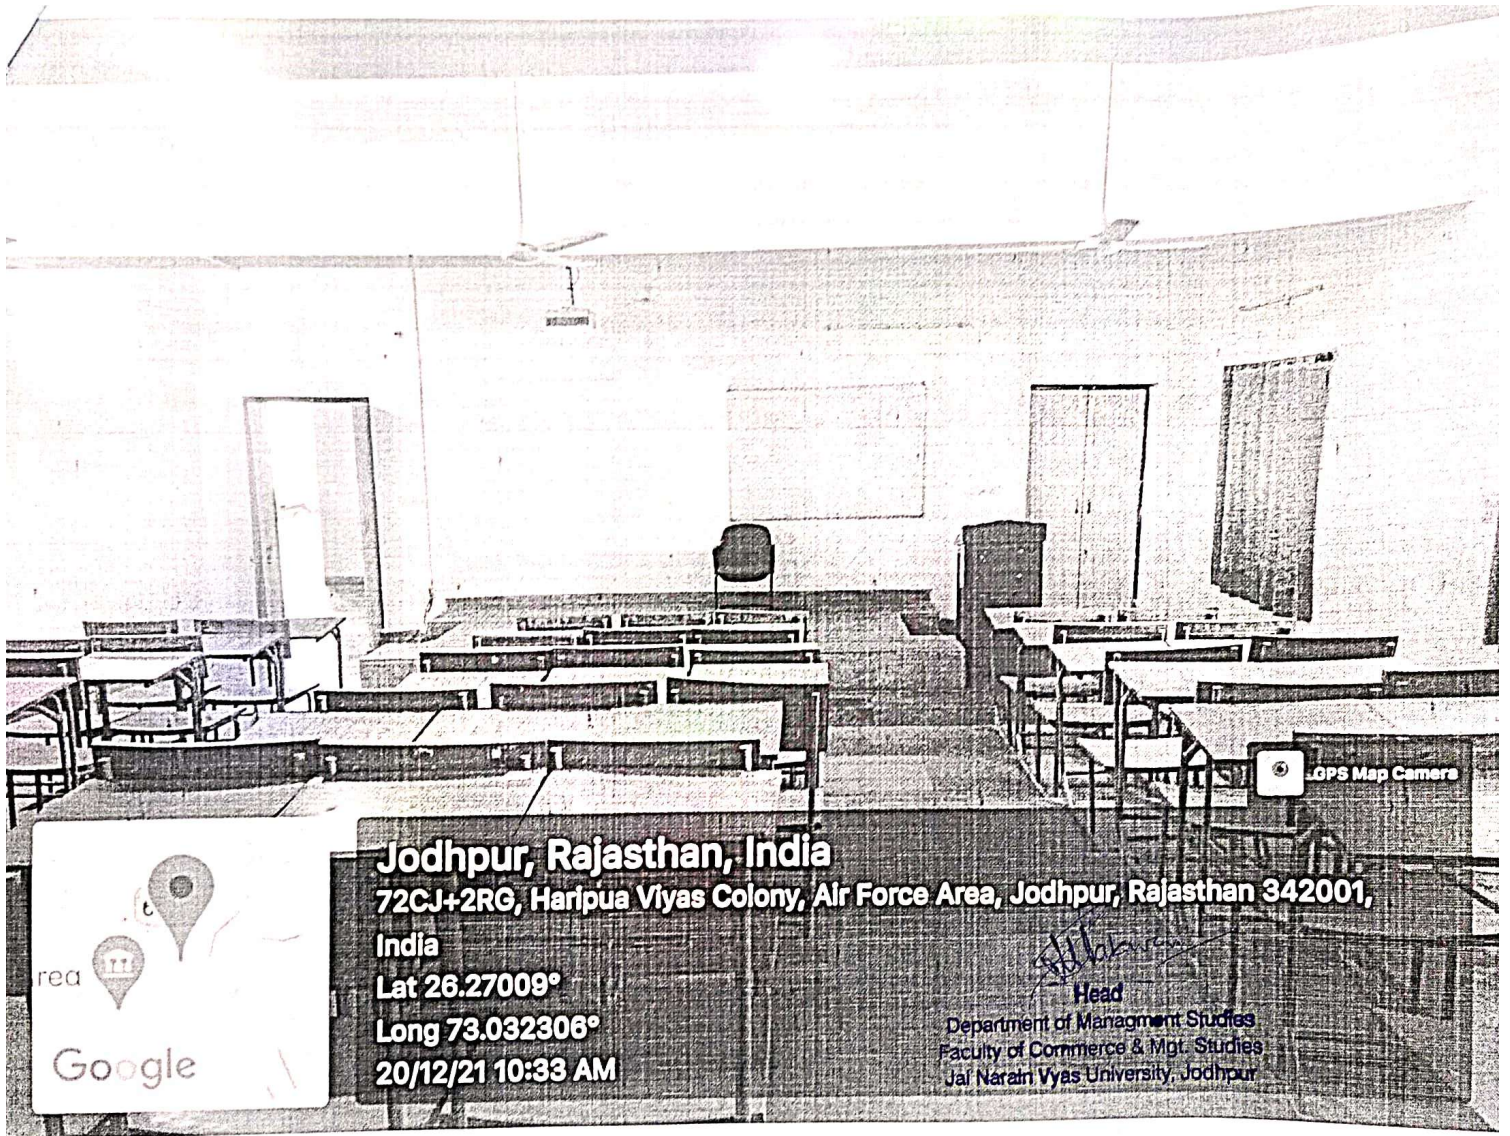 GPS Map Camera
Jodhpur, Rajasthan, India
72CJ+2RG, Haripua Viyas Colony, Air Force Area, Jodhpur, Rajasthan 342001,
India
Lat 26.27009°
Long 73.032306°
20/12/21 10:33 AM
rea
Google
Head
Department of Managment Studies
Faculty of Commerce & Mgt. Studies
Jai Narain Vyas University, Jodhpur